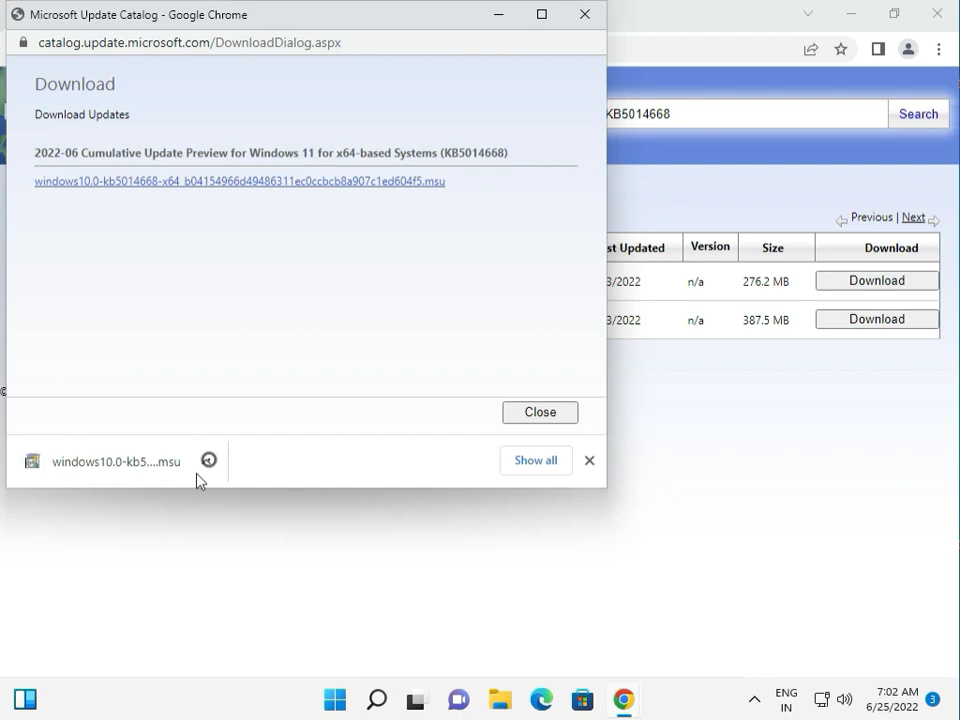 Microsoft Update Catalog - Google Chrome
catalog.update.microsoft.com/DownloadDialog.aspx
Download
Download Updates
2022-06 Cumulative Update Preview for Windows 11 for x64-based Systems (KB5014668)
windows10.0-kb5014668-x64_b04154966d49486311ec0ccbcb8a907c1ed604f5.msu
Close
windows10.0-kb5....msu
Show all
KB5014668
Search
Previous | Next
st Updated Version Size Download
3/2022 n/a 276.2 MB Download
3/2022 n/a 387.5 MB Download
©
ENG
IN
7:02 AM
6/25/2022
3